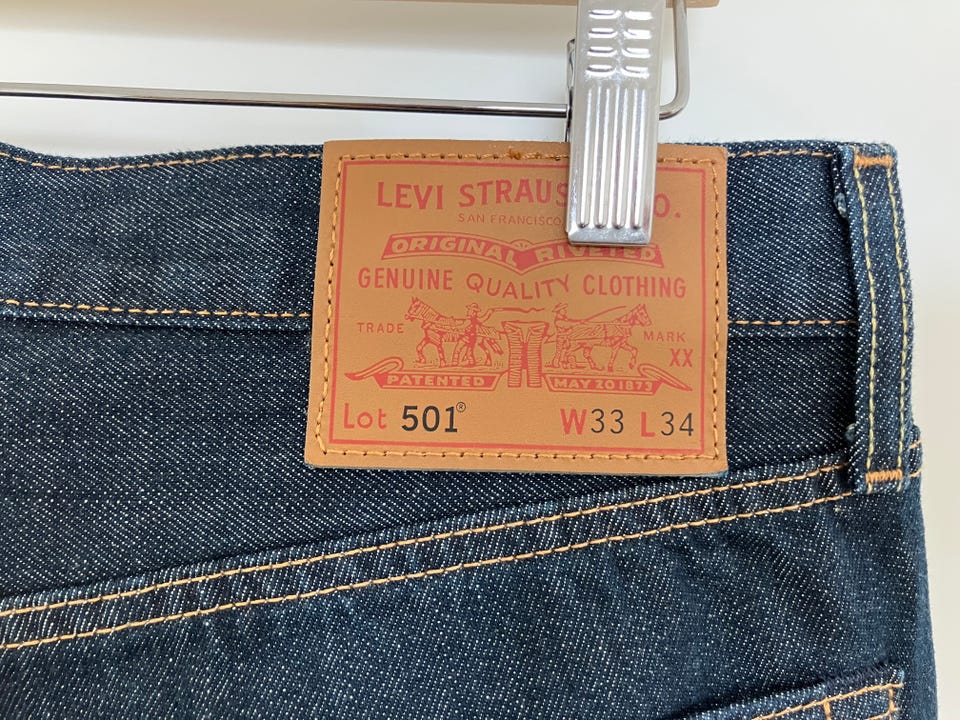 LEVI STRAUS O.
SAN FRANCISCO
ORIGINAL RIVETED
GENUINE QUALITY CLOTHING
TRADE MARK
XX
PATENTED MAY 20 1873
Lot 501® W33 L34